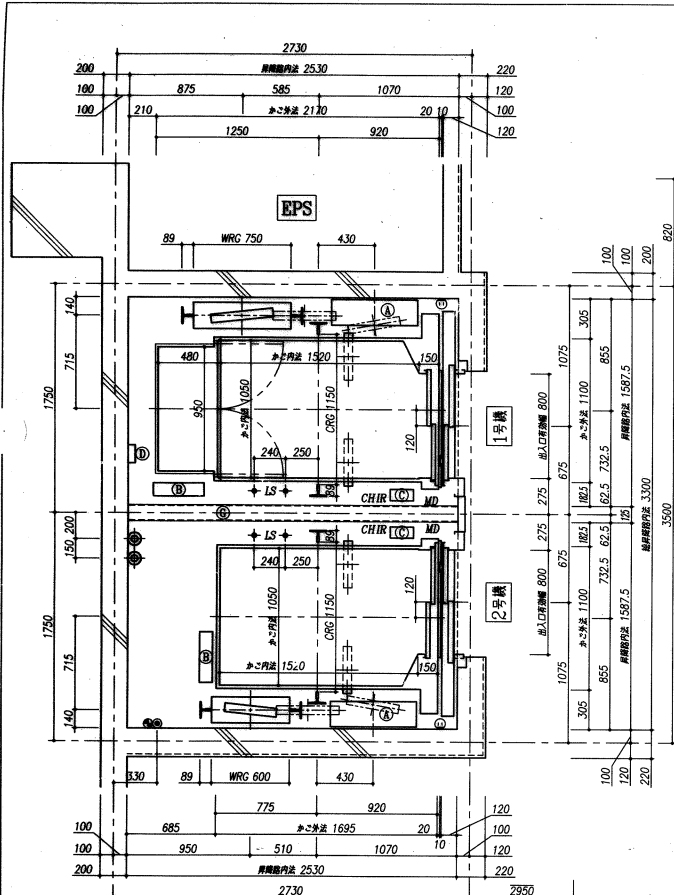 2730
200 昇降路内法 2530 220
100 875 585 1070 120
100 210 かご外法 2170 20 10 100
1250 920 120
EPS
89 WRG 750 430
820
100 100 200
140 Ⓐ 305
480 かご内法 1520 150
715 950 かご内法 1050 CRG 1150 120
1075 855
1750
1号機
出入口有効幅 800
かご外法 1100
昇降路内法 1587.5
Ⓓ 240 250
675 732.5
Ⓑ LS 89 CHIR Ⓒ MD
275 182.5 62.5
Ⓖ
125 総昇降路内法 3300 3500
200 LS 89 CHIR Ⓒ MD
275 182.5 62.5
150 240 250
675 732.5
1750
かご内法 1050 CRG 1150 120
2号機
出入口有効幅 800
かご外法 1100
昇降路内法 1587.5
715 Ⓑ
かご内法 1520 150
1075 855
140 Ⓐ 305
330 89 WRG 600 430
100 120 220
775 920 120
100 685 かご外法 1695 20 10 100
100 950 510 1070 120
200 昇降路内法 2530 220
2730 2950